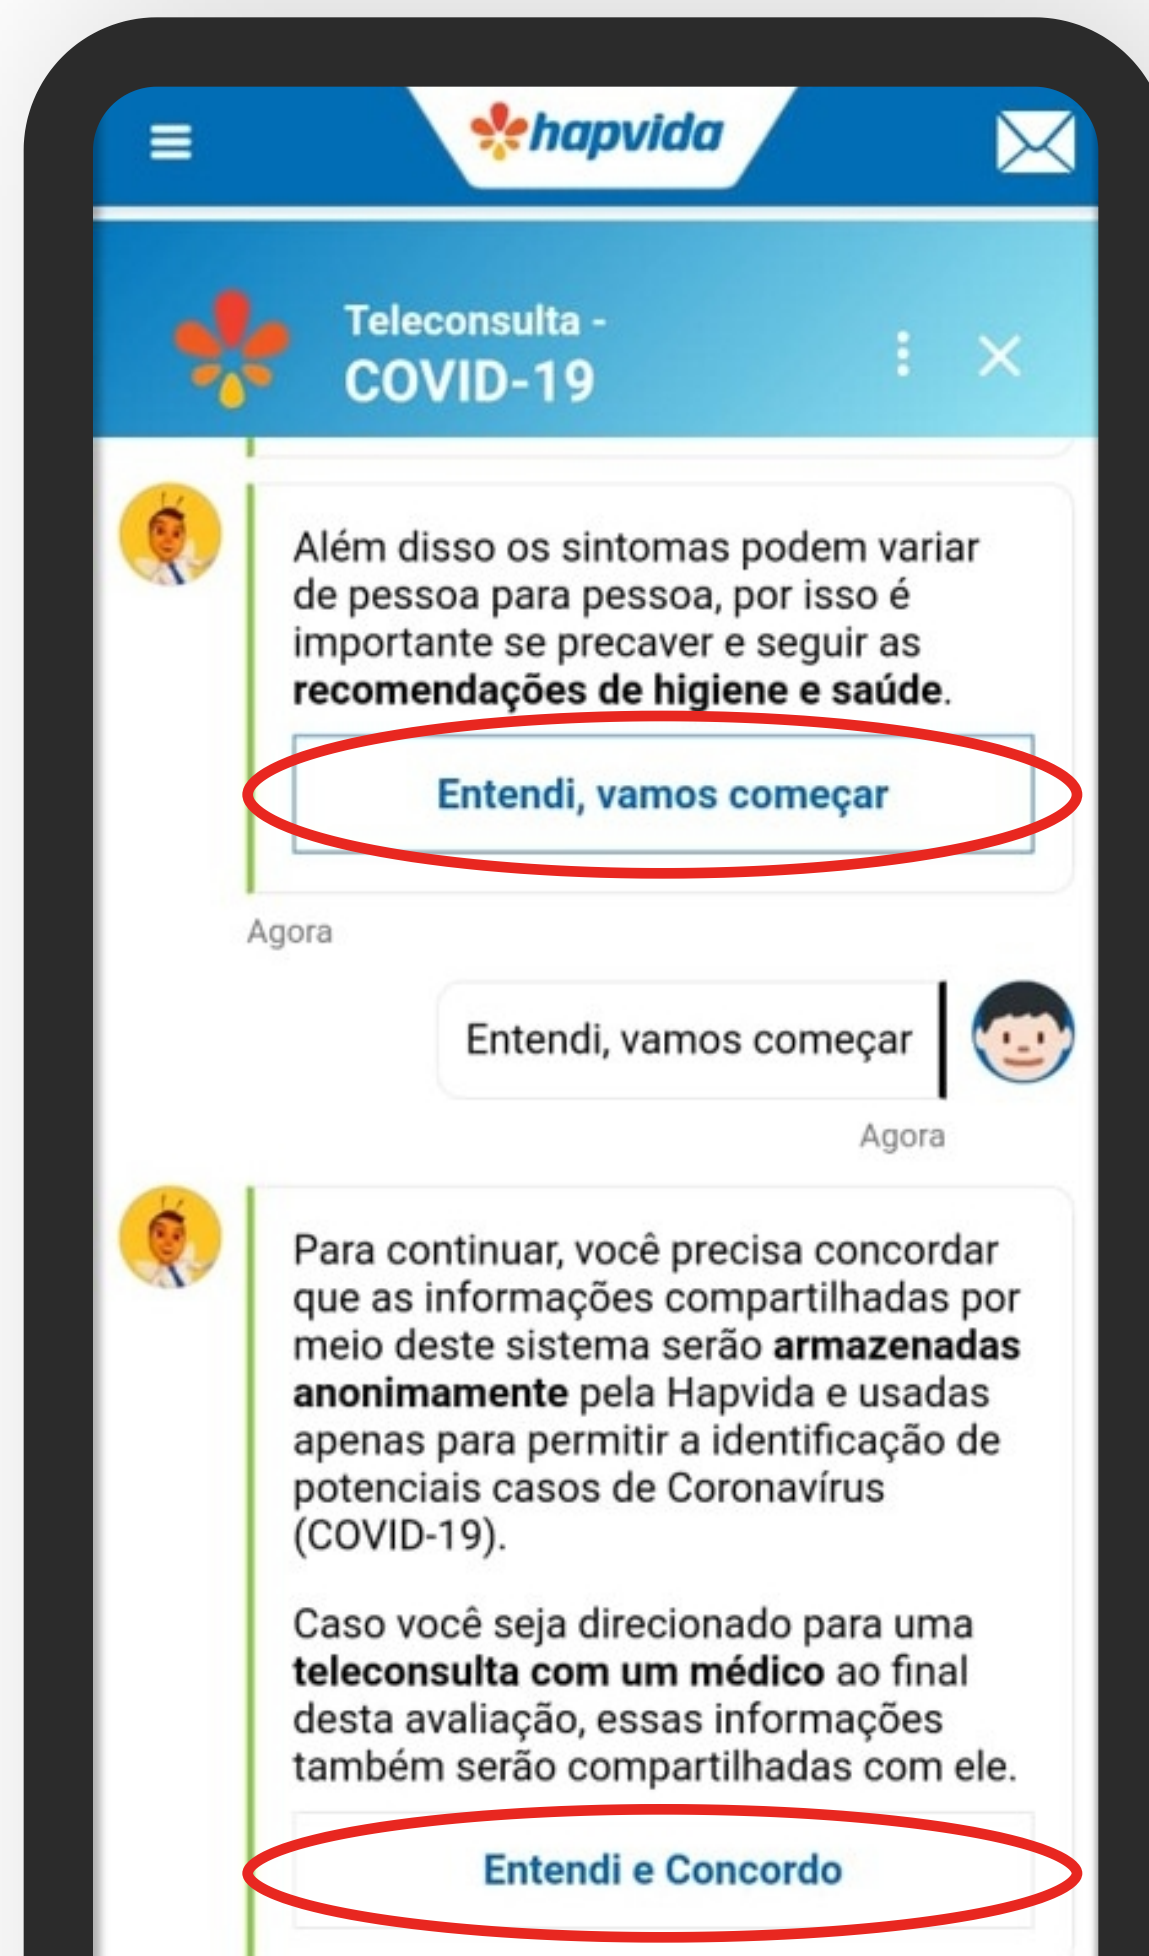 hapvida
Teleconsulta -
COVID-19
Além disso os sintomas podem variar
de pessoa para pessoa, por isso é
importante se precaver e seguir as
recomendações de higiene e saúde.
Entendi, vamos começar
Agora
Entendi, vamos começar
Agora
Para continuar, você precisa concordar
que as informações compartilhadas por
meio deste sistema serão armazenadas
anonimamente pela Hapvida e usadas
apenas para permitir a identificação de
potenciais casos de Coronavírus
(COVID-19).
Caso você seja direcionado para uma
teleconsulta com um médico ao final
desta avaliação, essas informações
também serão compartilhadas com ele.
Entendi e Concordo